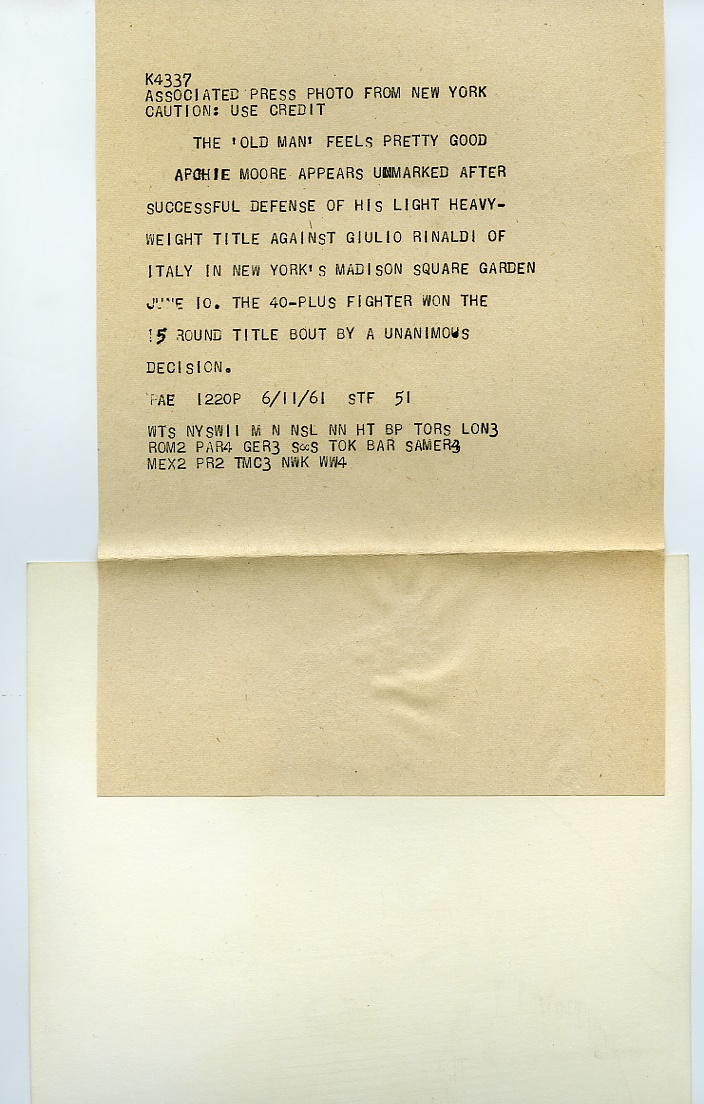 K4337
ASSOCIATED PRESS PHOTO FROM NEW YORK
CAUTION: USE CREDIT
THE 'OLD MAN' FEELS PRETTY GOOD
ARCHIE MOORE APPEARS UNMARKED AFTER
SUCCESSFUL DEFENSE OF HIS LIGHT HEAVY-
WEIGHT TITLE AGAINST GIULIO RINALDI OF
ITALY IN NEW YORK'S MADISON SQUARE GARDEN
JUNE 10. THE 40-PLUS FIGHTER WON THE
15 ROUND TITLE BOUT BY A UNANIMOUS
DECISION.
1220P 6/11/61 STF 51
WTS NYSW11 M N NSL NN HT BP TORS LON3
ROM2 PAR4 GER3 TOK BAR SAMER3
MEX2 PR2 TMC3 NWK WW4